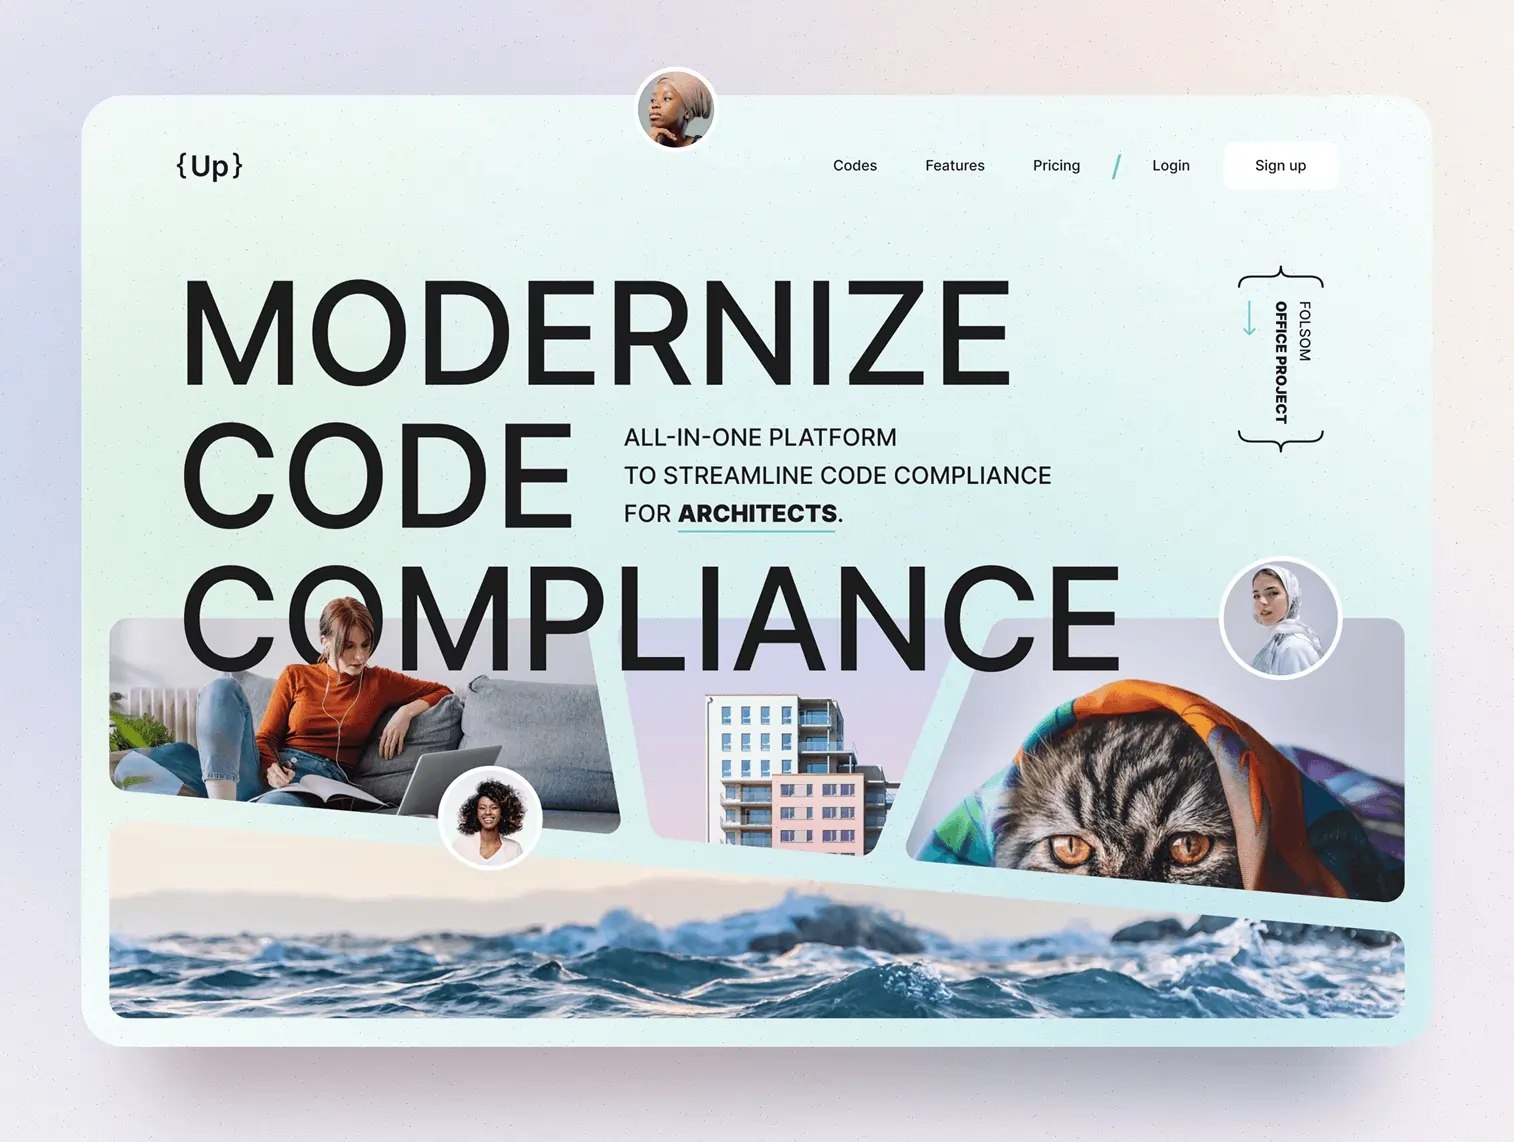 {Up}
Codes
Features
Pricing
/
Login
Sign up
MODERNIZE
CODE
COMPLIANCE
ALL-IN-ONE PLATFORM
TO STREAMLINE CODE COMPLIANCE
FOR ARCHITECTS.
FOLSOM
OFFICE PROJECT